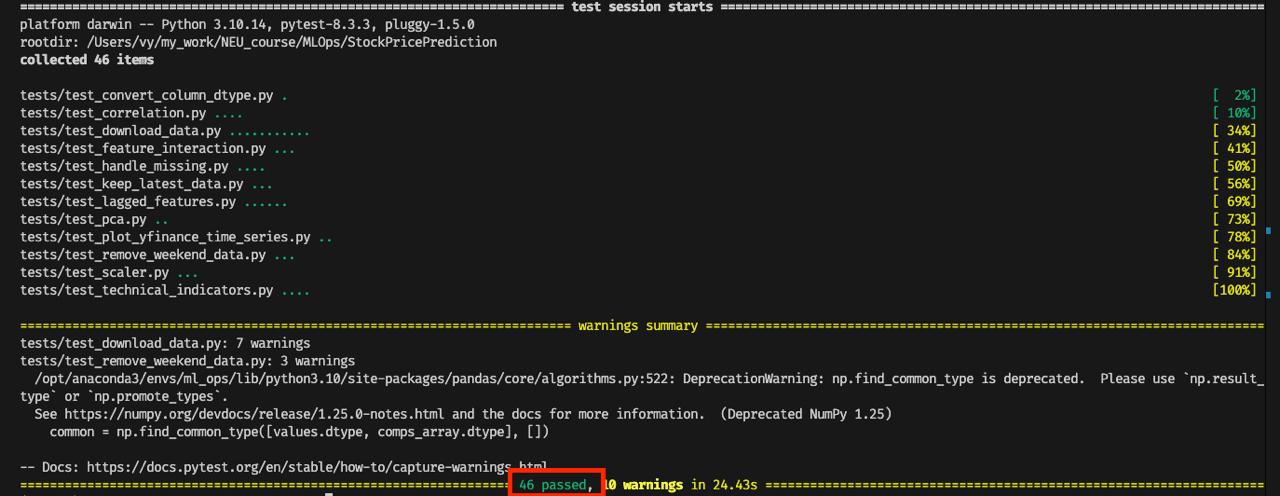 ========================================================================== test session starts ==========================================================================
platform darwin -- Python 3.10.14, pytest-8.3.3, pluggy-1.5.0
rootdir: /Users/vy/my_work/NEU_course/MLOps/StockPricePrediction
collected 46 items
tests/test_convert_column_dtype.py . [  2%]
tests/test_correlation.py .... [ 10%]
tests/test_download_data.py ........... [ 34%]
tests/test_feature_interaction.py ... [ 41%]
tests/test_handle_missing.py .... [ 50%]
tests/test_keep_latest_data.py ... [ 56%]
tests/test_lagged_features.py ...... [ 69%]
tests/test_pca.py .. [ 73%]
tests/test_plot_yfinance_time_series.py .. [ 78%]
tests/test_remove_weekend_data.py ... [ 84%]
tests/test_scaler.py ... [ 91%]
tests/test_technical_indicators.py .... [100%]
=========================================================================== warnings summary ===========================================================================
tests/test_download_data.py: 7 warnings
tests/test_remove_weekend_data.py: 3 warnings
  /opt/anaconda3/envs/ml_ops/lib/python3.10/site-packages/pandas/core/algorithms.py:522: DeprecationWarning: np.find_common_type is deprecated.  Please use `np.result_
type` or `np.promote_types`.
  See https://numpy.org/devdocs/release/1.25.0-notes.html and the docs for more information.  (Deprecated NumPy 1.25)
    common = np.find_common_type([values.dtype, comps_array.dtype], [])
-- Docs: https://docs.pytest.org/en/stable/how-to/capture-warnings.html
================================================================== 46 passed, 10 warnings in 24.43s ===================================================================